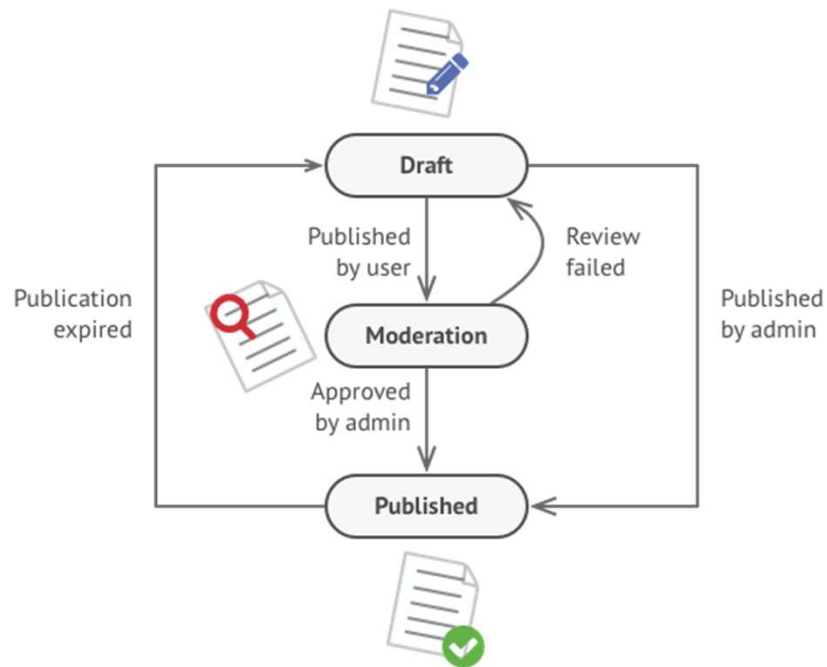 Draft
Published
by user
Review
failed
Publication
expired
Moderation
Published
by admin
Approved
by admin
Published